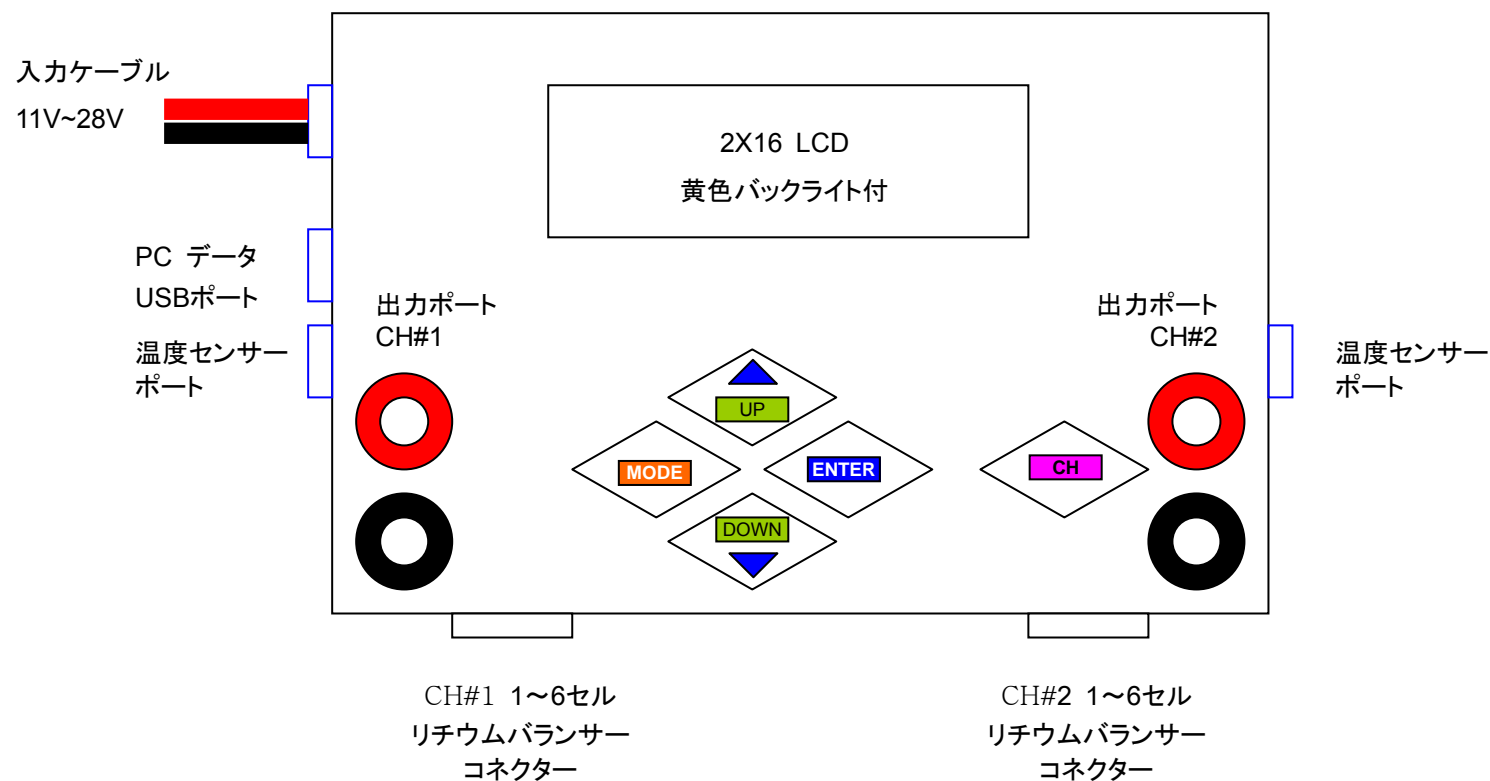 入力ケーブル
11V~28V
2X16 LCD
黄色バックライト付
PC データ
USBポート
出力ポート
CH#1
出力ポート
CH#2
温度センサー
ポート
温度センサー
ポート
UP
MODE
ENTER
CH
DOWN
CH#1 1～6セル
リチウムバランサー
コネクター
CH#2 1～6セル
リチウムバランサー
コネクター